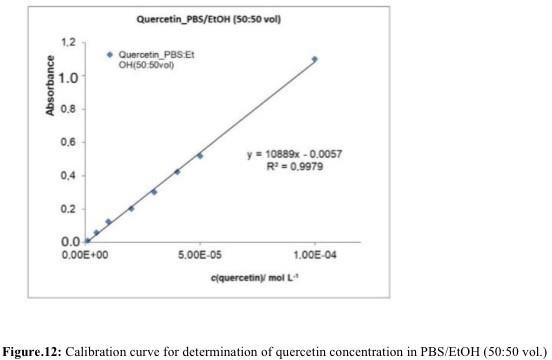 Quercetin_PBS/EtOH (50:50 vol)
1,2
1.0
0,8
0,6
0,4
0.2
0.0
Absorbance
Quercetin_PBS:Et
OH(50:50vol)
y = 10889x - 0,0057
R² = 0,9979
0,00E+00
5,00E-05
1,00E-04
c(quercetin)/ mol L⁻¹
Figure.12: Calibration curve for determination of quercetin concentration in PBS/EtOH (50:50 vol.)